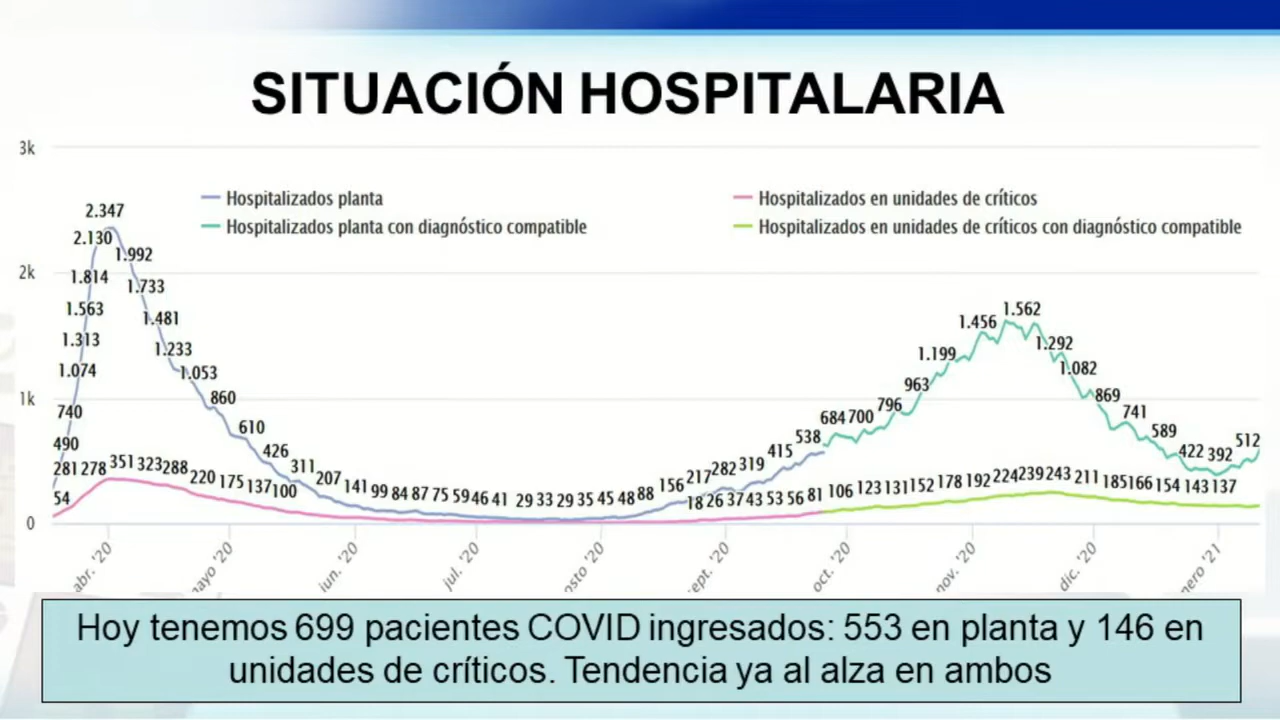 SITUACIÓN HOSPITALARIA
3k
Hospitalizados planta
Hospitalizados en unidades de críticos
Hospitalizados planta con diagnóstico compatible
Hospitalizados en unidades de críticos con diagnóstico compatible
2k
1k
0
54 281 490 740 1.074 1.313 1.563 1.814 2.130 2.347 1.992 1.733 1.481 1.233 1.053 860 610 426 311 207 141 99 84 87 75 59 46 41 29 33 29 35 45 48 88 156 217 282 319 415 538 684 700 796 963 1.199 1.456 1.562 1.292 1.082 869 741 589 422 392 512
278 351 323 288 220 175 137 100 18 26 37 43 53 56 81 106 123 131 152 178 192 224 239 243 211 185 166 154 143 137
abr. '20
mayo '20
jun. '20
jul. '20
osto '20
ept. '20
oct. '20
nov. '20
dic. '20
nero '21
Hoy tenemos 699 pacientes COVID ingresados: 553 en planta y 146 en
unidades de críticos. Tendencia ya al alza en ambos